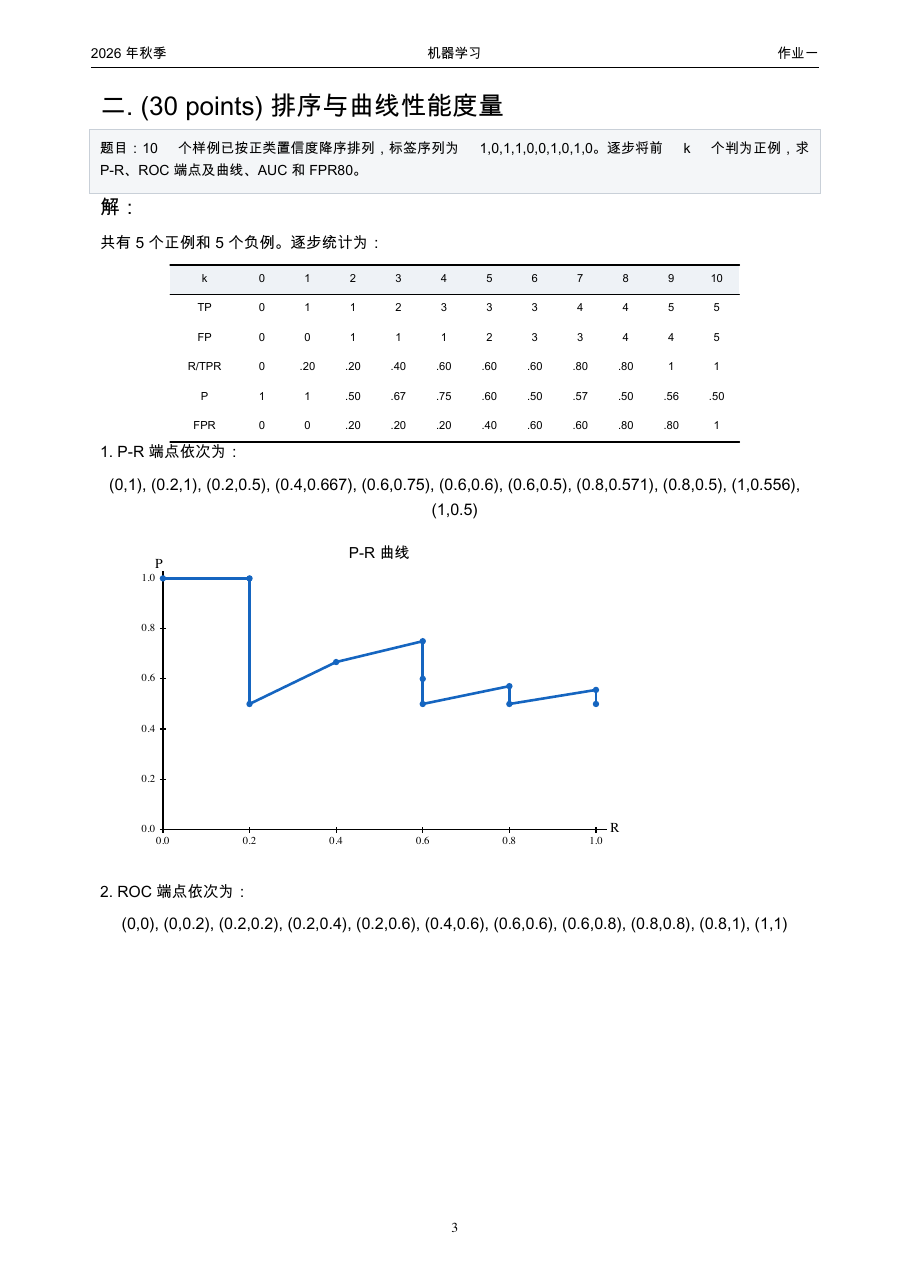 2026 年秋季 机器学习 作业一
二. (30 points) 排序与曲线性能度量
题目：10 个样例已按正类置信度降序排列，标签序列为 1,0,1,1,0,0,1,0,1,0。逐步将前 k 个判为正例，求
P-R、ROC 端点及曲线、AUC 和 FPR80。
解：
共有 5 个正例和 5 个负例。逐步统计为：
k 0 1 2 3 4 5 6 7 8 9 10
TP 0 1 1 2 3 3 3 4 4 5 5
FP 0 0 1 1 1 2 3 3 4 4 5
R/TPR 0 .20 .20 .40 .60 .60 .60 .80 .80 1 1
P 1 1 .50 .67 .75 .60 .50 .57 .50 .56 .50
FPR 0 0 .20 .20 .20 .40 .60 .60 .80 .80 1
1. P-R 端点依次为：
(0,1), (0.2,1), (0.2,0.5), (0.4,0.667), (0.6,0.75), (0.6,0.6), (0.6,0.5), (0.8,0.571), (0.8,0.5), (1,0.556),
(1,0.5)
P-R 曲线
P
1.0
0.8
0.6
0.4
0.2
0.0
0.0 0.2 0.4 0.6 0.8 1.0
R
2. ROC 端点依次为：
(0,0), (0,0.2), (0.2,0.2), (0.2,0.4), (0.2,0.6), (0.4,0.6), (0.6,0.6), (0.6,0.8), (0.8,0.8), (0.8,1), (1,1)
3